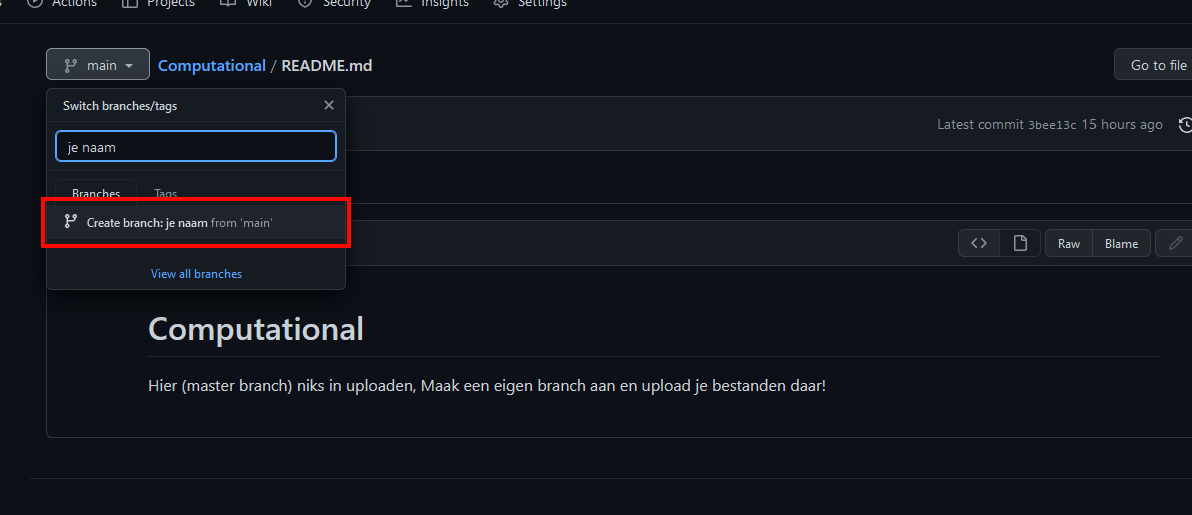 Actions Projects Wiki Security Insights Settings
main Computational / README.md Go to file
Switch branches/tags
Latest commit 3bee13c 15 hours ago
je naam
Branches Tags
Create branch: je naam from ‘main’
Raw Blame
View all branches
Computational
Hier (master branch) niks in uploaden, Maak een eigen branch aan en upload je bestanden daar!